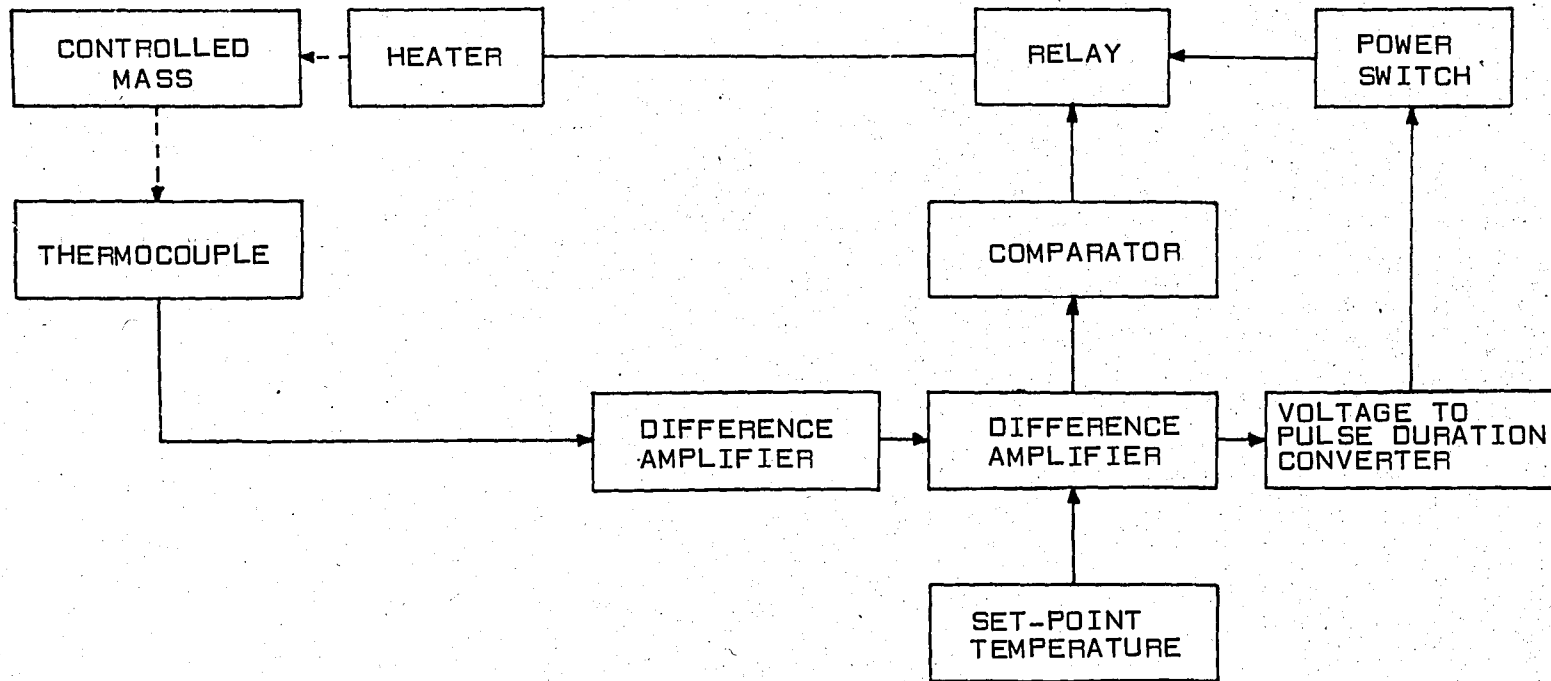 CONTROLLED
MASS
HEATER
RELAY
POWER
SWITCH
THERMOCOUPLE
COMPARATOR
DIFFERENCE
AMPLIFIER
DIFFERENCE
AMPLIFIER
VOLTAGE TO
PULSE DURATION
CONVERTER
SET-POINT
TEMPERATURE